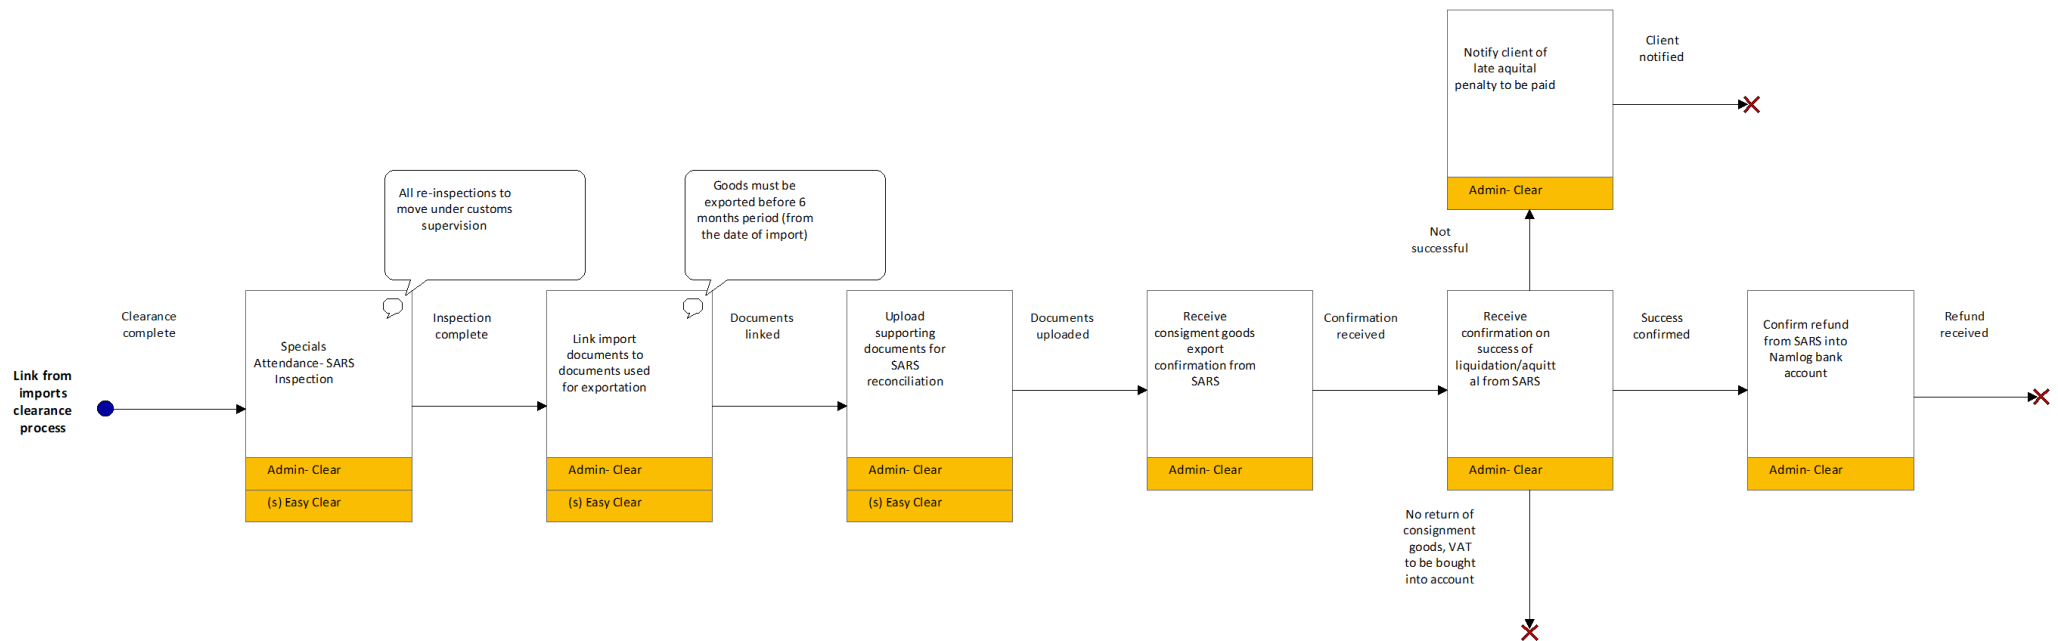 Link from
imports
clearance
process
Clearance
complete
All re-inspections to
move under customs
supervision
Specials
Attendance- SARS
Inspection
Admin- Clear
(s) Easy Clear
Inspection
complete
Goods must be
exported before 6
months period (from
the date of import)
Link import
documents to
documents used
for exportation
Admin- Clear
(s) Easy Clear
Documents
linked
Upload
supporting
documents for
SARS
reconciliation
Admin- Clear
(s) Easy Clear
Documents
uploaded
Receive
consigment goods
export
confirmation from
SARS
Admin- Clear
Confirmation
received
Receive
confirmation on
success of
liquidation/aquitt
al from SARS
Admin- Clear
Not
successful
Notify client of
late aquital
penalty to be paid
Admin- Clear
Client
notified
No return of
consignment
goods, VAT
to be bought
into account
Success
confirmed
Confirm refund
from SARS into
Namlog bank
account
Admin- Clear
Refund
received